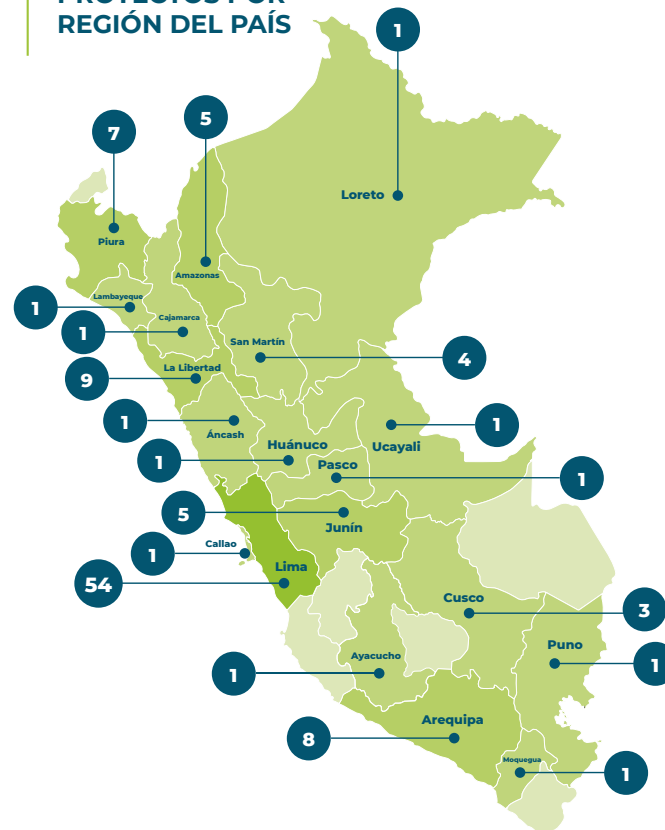 PROYECTOS POR
REGIÓN DEL PAÍS
1
Loreto
7
Piura
5
Amazonas
1
Lambayeque
1
Cajamarca
San Martín
4
9
La Libertad
1
Áncash
1
Huánuco
Ucayali
1
Pasco
1
5
Junín
1
Callao
54
Lima
Cusco
3
Puno
1
1
Ayacucho
8
Arequipa
Moquegua
1